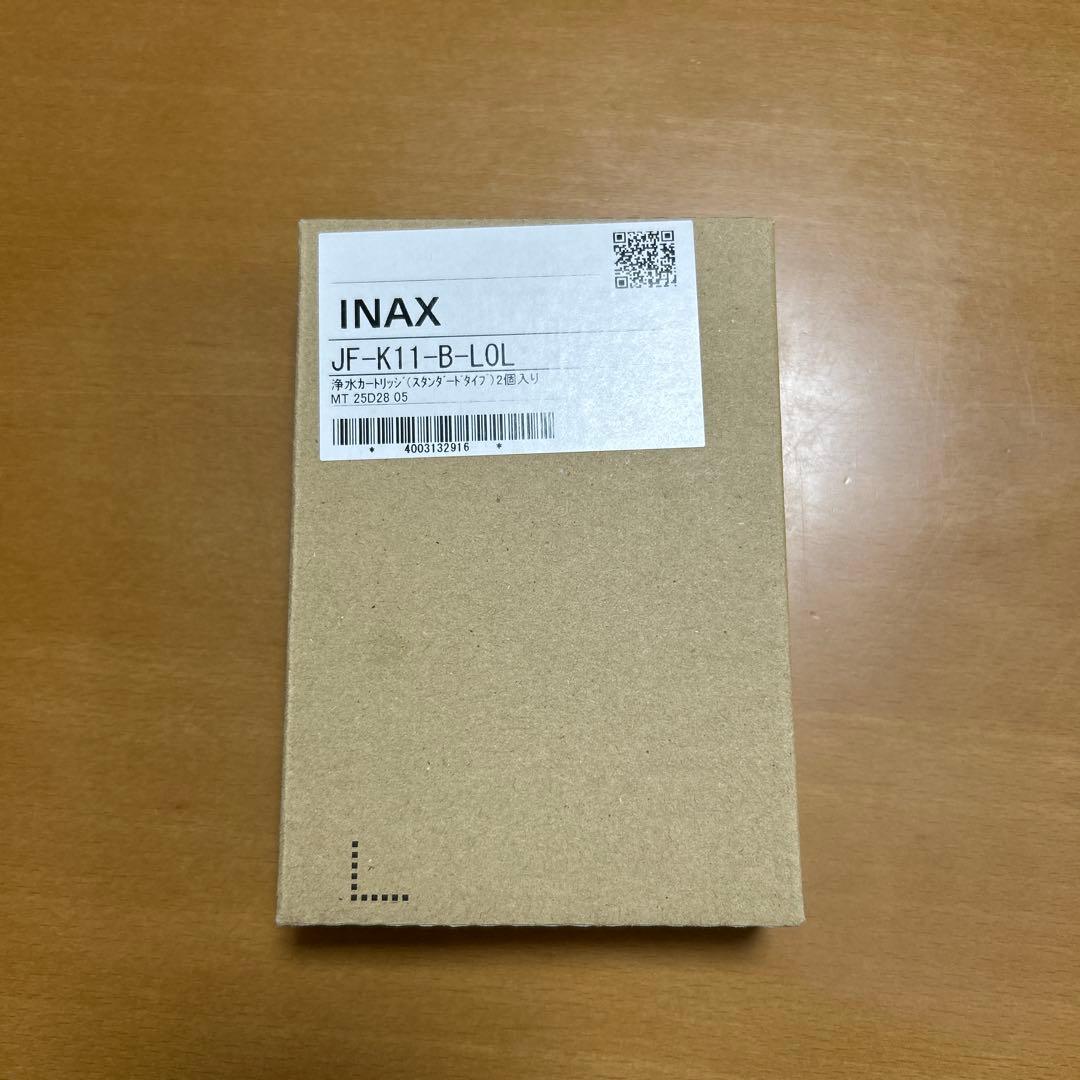 INAX
JF-K11-B-L0L
浄水ｶｰﾄﾘｯｼﾞ(ｽﾀﾝﾀﾞｰﾄﾞﾀｲﾌﾟ)2個入り
MT 25D28 05
* 4003132916 *
L